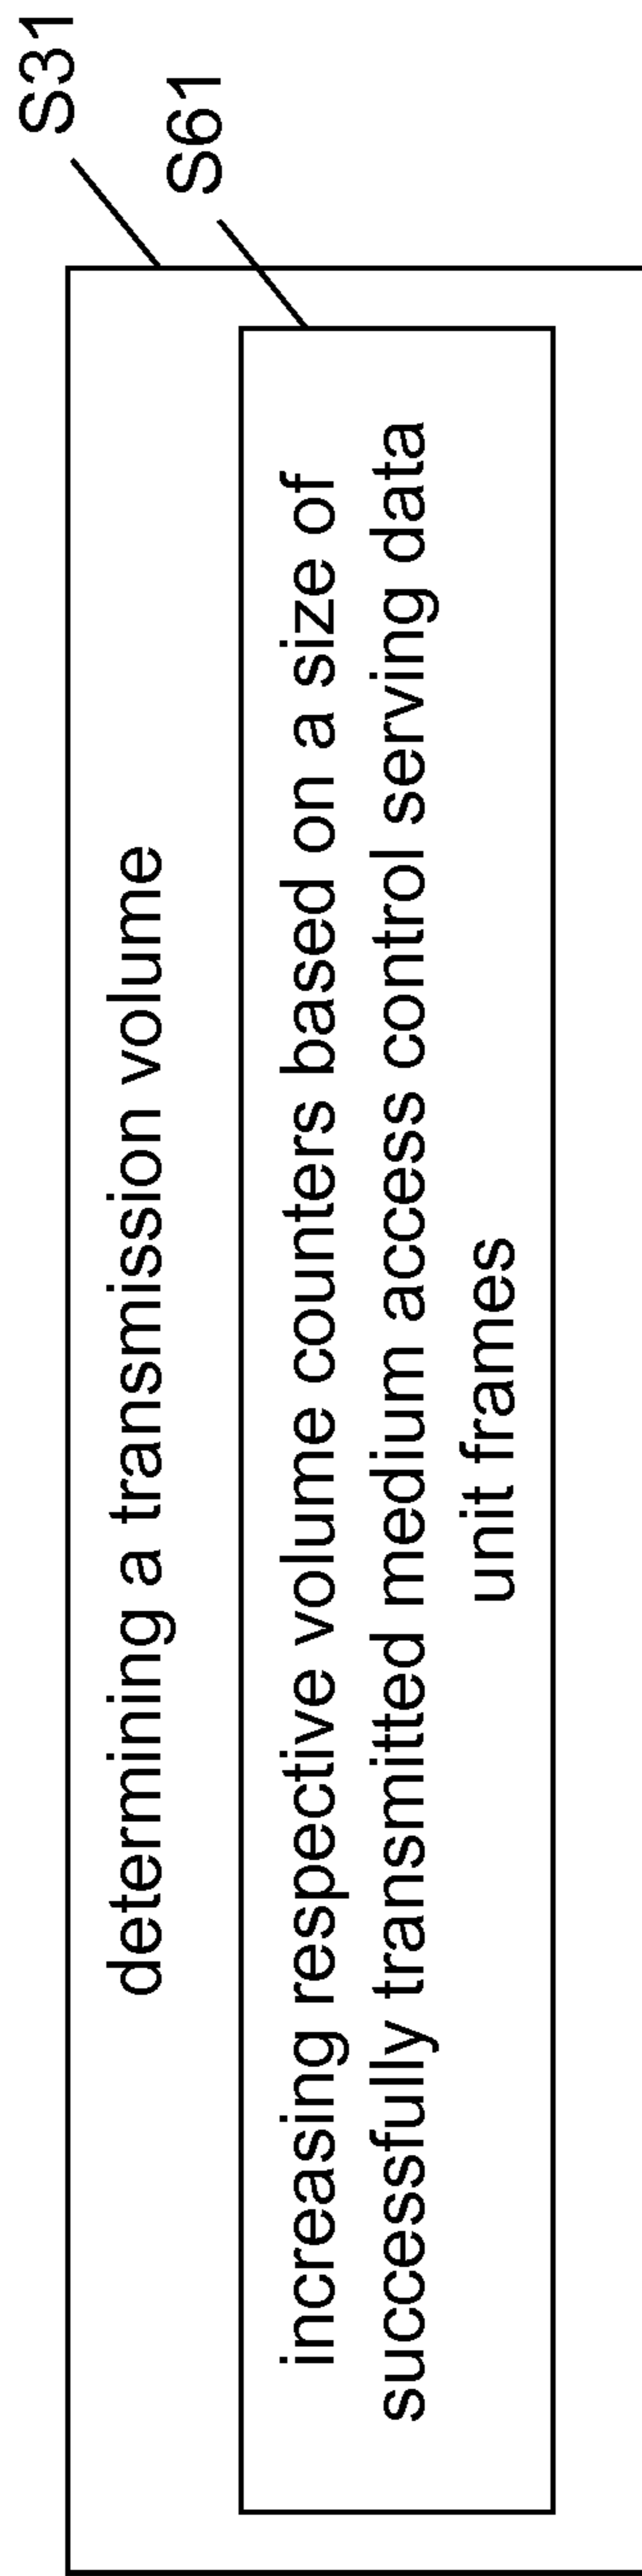 S31
S61
determining a transmission volume
increasing respective volume counters based on a size of
successfully transmitted medium access control serving data
unit frames